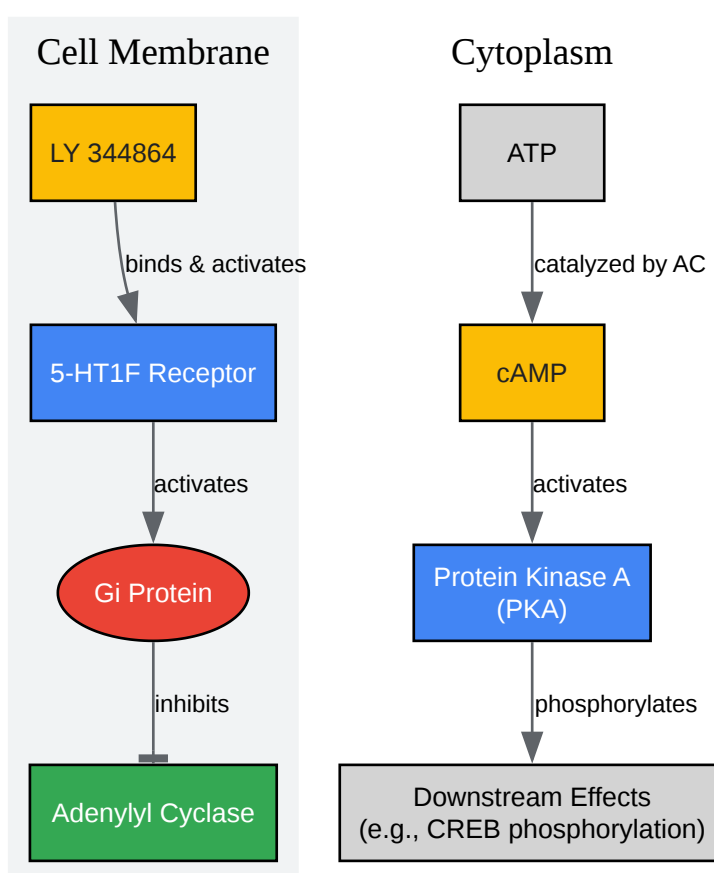 Cell Membrane
LY 344864
binds & activates
5-HT1F Receptor
activates
Gi Protein
inhibits
Adenylyl Cyclase
Cytoplasm
ATP
catalyzed by AC
cAMP
activates
Protein Kinase A
(PKA)
phosphorylates
Downstream Effects
(e.g., CREB phosphorylation)